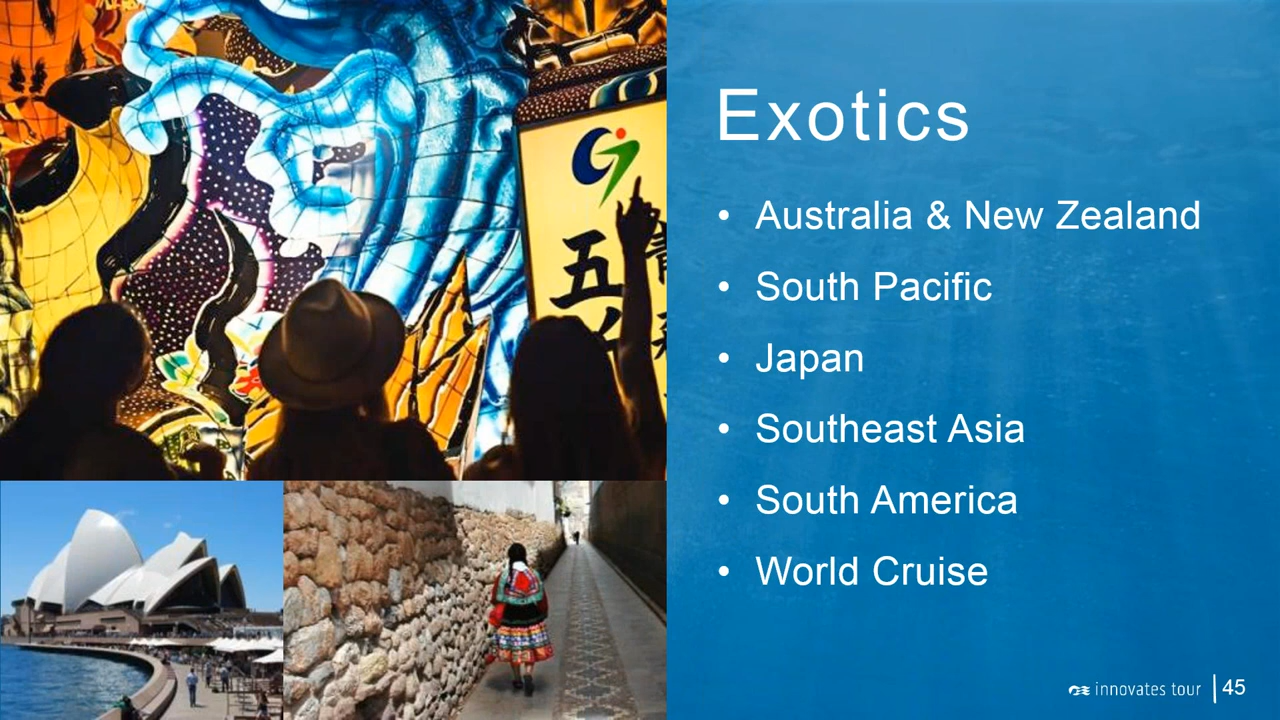 Exotics
• Australia & New Zealand
• South Pacific
• Japan
• Southeast Asia
• South America
• World Cruise
五
innovates tour | 45